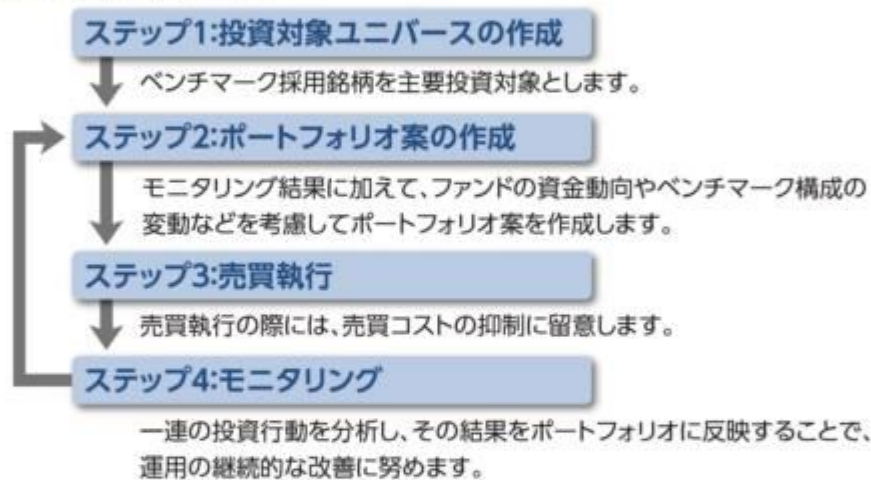 ステップ1:投資対象ユニバースの作成
ベンチマーク採用銘柄を主要投資対象とします。
ステップ2:ポートフォリオ案の作成
モニタリング結果に加えて、ファンドの資金動向やベンチマーク構成の
変動などを考慮してポートフォリオ案を作成します。
ステップ3:売買執行
売買執行の際には、売買コストの抑制に留意します。
ステップ4:モニタリング
一連の投資行動を分析し、その結果をポートフォリオに反映することで、
運用の継続的な改善に努めます。